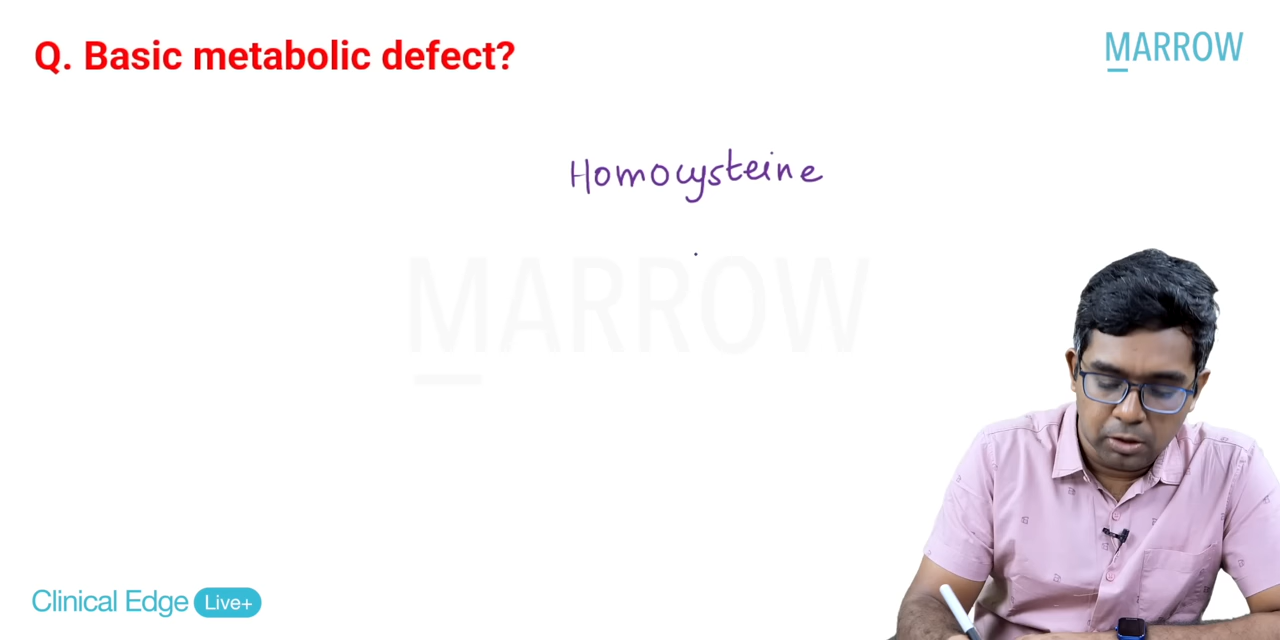 Q. Basic metabolic defect?
MARROW
Homocysteine
MARROW
Clinical Edge Live+